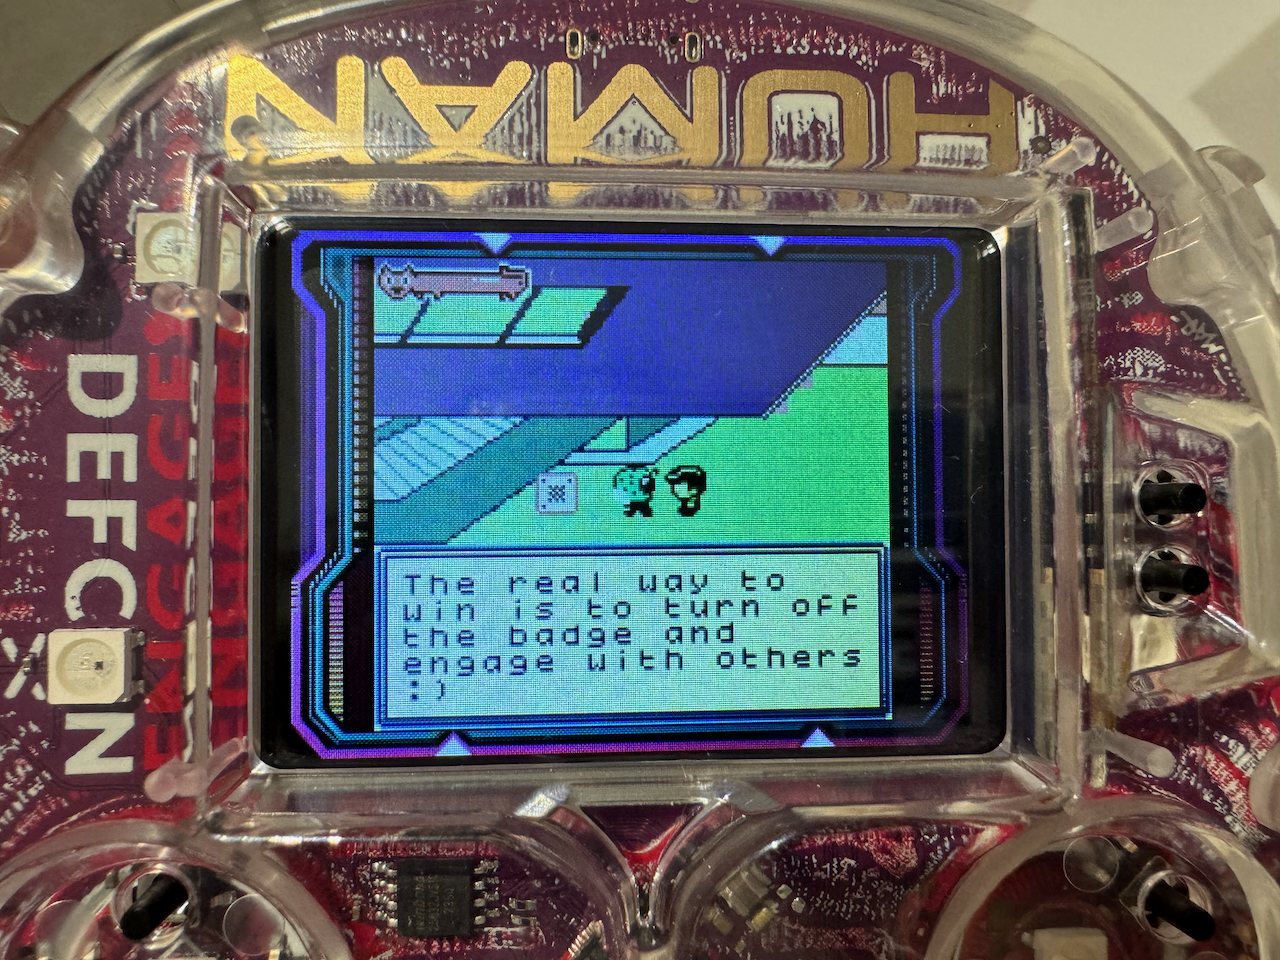 HUMAN
DEFCON
ENGAGE
The real way to
win is to turn off
the badge and
engage with others
:)